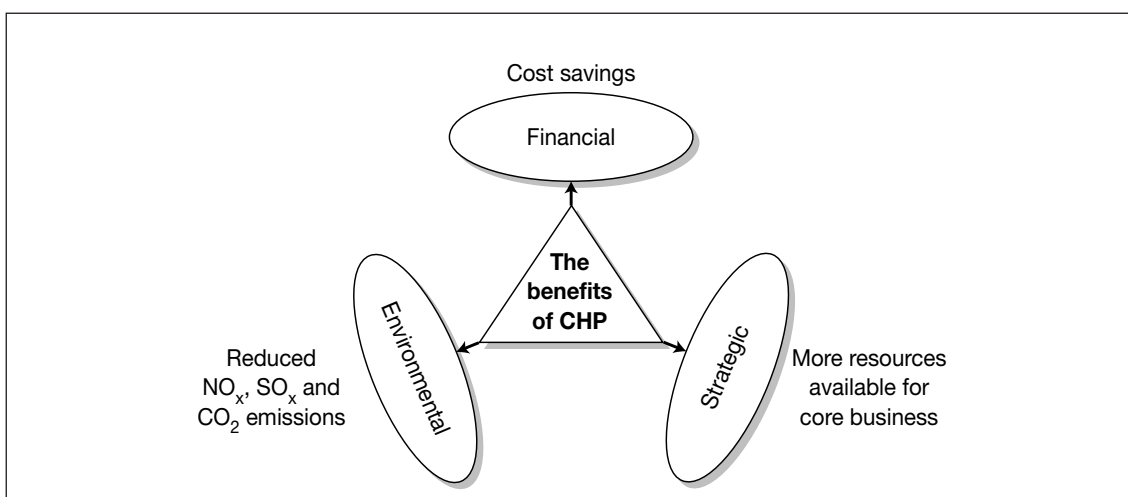 Cost savings
Financial
The
benefits
of CHP
Environmental
Reduced
NOₓ, SOₓ and
CO₂ emissions
Strategic
More resources
available for
core business